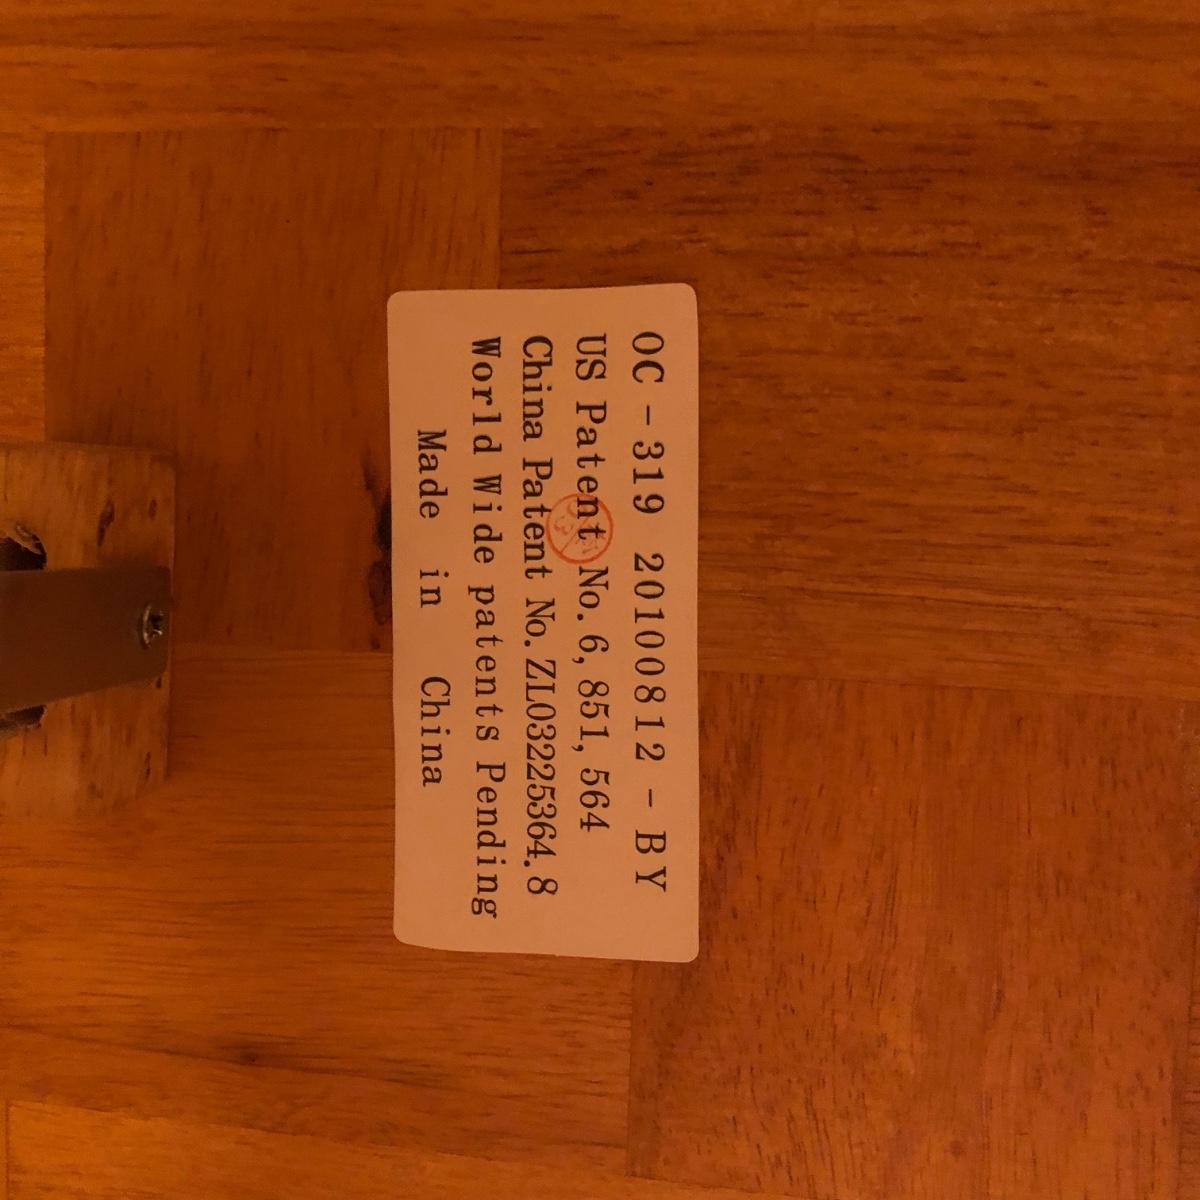 OC-319 20100812-BY
US Patent No. 6,851,564
China Patent No. ZL03225364.8
World Wide patents Pending
Made in China